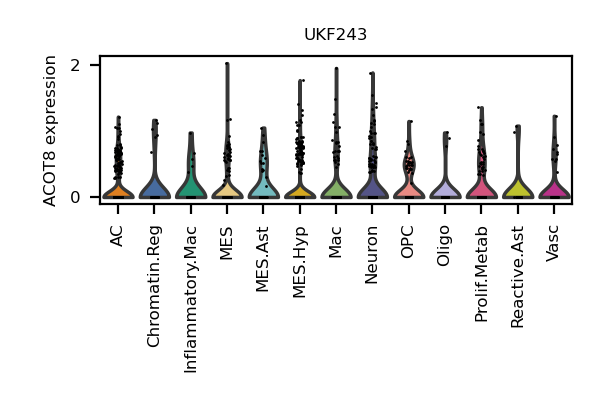 UKF243
ACOT8 expression
2
0
AC
Chromatin.Reg
Inflammatory.Mac
MES
MES.Ast
MES.Hyp
Mac
Neuron
OPC
Oligo
Prolif.Metab
Reactive.Ast
Vasc